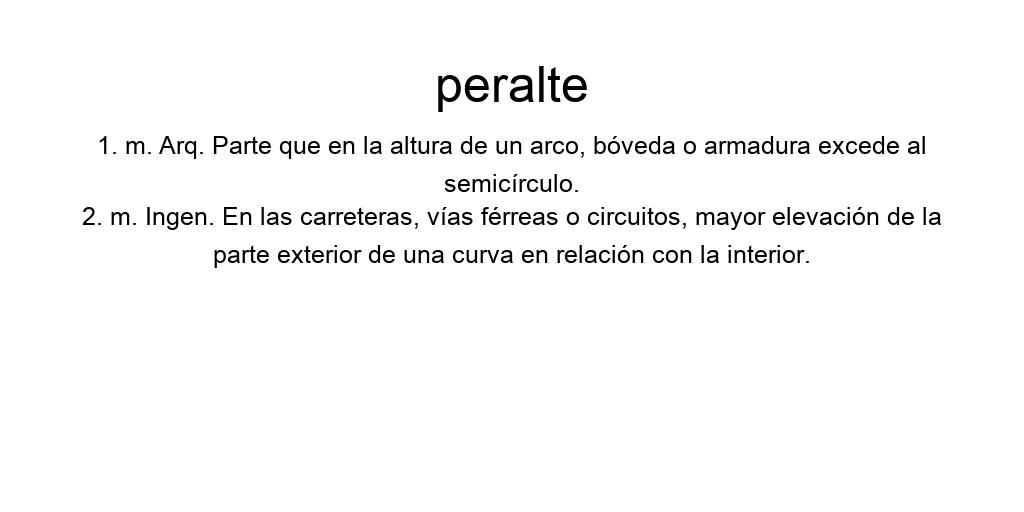 peralte
1. m. Arq. Parte que en la altura de un arco, bóveda o armadura excede al
semicírculo.
2. m. Ingen. En las carreteras, vías férreas o circuitos, mayor elevación de la
parte exterior de una curva en relación con la interior.